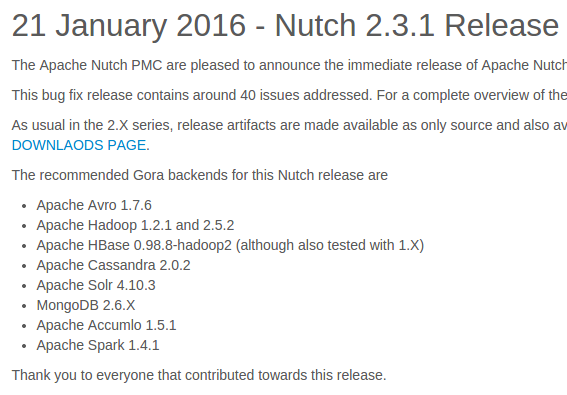 21 January 2016 - Nutch 2.3.1 Release
The Apache Nutch PMC are pleased to announce the immediate release of Apache Nutch
This bug fix release contains around 40 issues addressed. For a complete overview of the
As usual in the 2.X series, release artifacts are made available as only source and also
DOWNLAODS PAGE.
The recommended Gora backends for this Nutch release are
• Apache Avro 1.7.6
• Apache Hadoop 1.2.1 and 2.5.2
• Apache HBase 0.98.8-hadoop2 (although also tested with 1.X)
• Apache Cassandra 2.0.2
• Apache Solr 4.10.3
• MongoDB 2.6.X
• Apache Accumlo 1.5.1
• Apache Spark 1.4.1
Thank you to everyone that contributed towards this release.